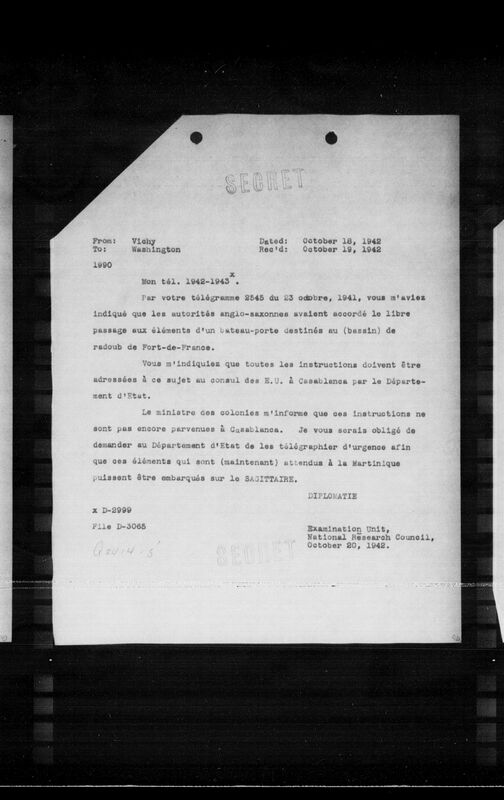 SECRET
From: Vichy Dated: October 18, 1942
To: Washington Rec'd: October 19, 1942
1990
Mon tél. 1942-1943 x.
Par votre télégramme 2545 du 23 octobre, 1941, vous m'aviez
indiqué que les autorités anglo-saxonnes avaient accordé le libre
passage aux éléments d'un bateau-porte destinés au (bassin) de
radoub de Fort-de-France.
Vous m'indiquiez que toutes les instructions doivent être
adressées à ce sujet au consul des E.U. à Casablanca par le Départe-
ment d'Etat.
Le ministre des colonies m'informe que ces instructions ne
sont pas encore parvenues à Casablanca. Je vous serais obligé de
demander au Département d'Etat de les télégraphier d'urgence afin
que ces éléments qui sont (maintenant) attendus à la Martinique
puissent être embarqués sur le SAGITTAIRE.
DIPLOMATIE
x D-2999
File D-3065
Examination Unit,
National Research Council,
October 20, 1942.
SECRET